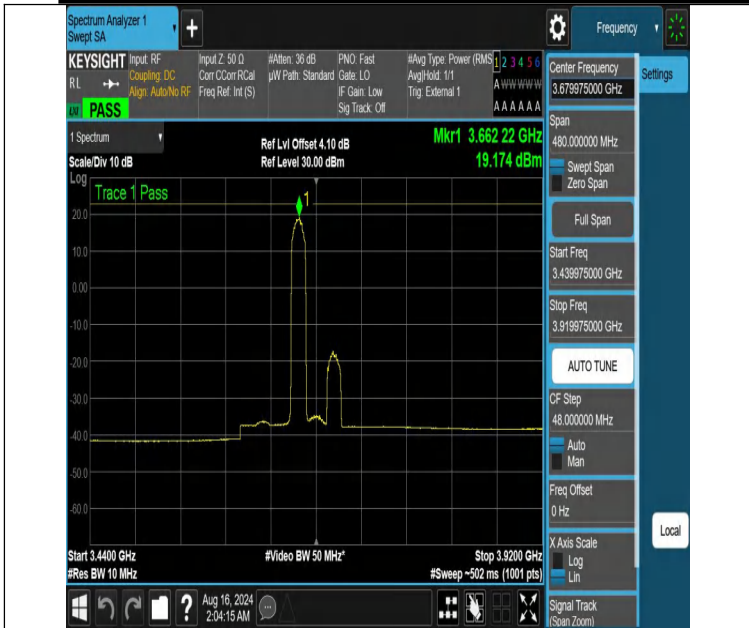 Spectrum Analyzer 1
Swept SA
+
Frequency
KEYSIGHT
RL
LXI PASS
Input: RF
Coupling: DC
Align: Auto/No RF
Input Z: 50 Ω
Corr CCorr RCal
Freq Ref: Int (S)
#Atten: 36 dB
µW Path: Standard
PNO: Fast
Gate: LO
IF Gain: Low
Sig Track: Off
#Avg Type: Power (RMS
Avg|Hold: 1/1
Trig: External 1
1 2 3 4 5 6
A W W W W W
A A A A A A
1 Spectrum
Scale/Div 10 dB
Ref Lvl Offset 4.10 dB
Ref Level 30.00 dBm
Mkr1 3.662 22 GHz
19.174 dBm
Log
Trace 1 Pass
1
20.0
10.0
0.00
-10.0
-20.0
-30.0
-40.0
-50.0
-60.0
Start 3.4400 GHz
#Res BW 10 MHz
#Video BW 50 MHz*
Stop 3.9200 GHz
#Sweep ~502 ms (1001 pts)
Center Frequency
3.679975000 GHz
Settings
Span
480.000000 MHz
Swept Span
Zero Span
Full Span
Start Freq
3.439975000 GHz
Stop Freq
3.919975000 GHz
AUTO TUNE
CF Step
48.000000 MHz
Auto
Man
Freq Offset
0 Hz
X Axis Scale
Log
Lin
Local
Signal Track
(Span Zoom)
?
Aug 16, 2024
2:04:15 AM